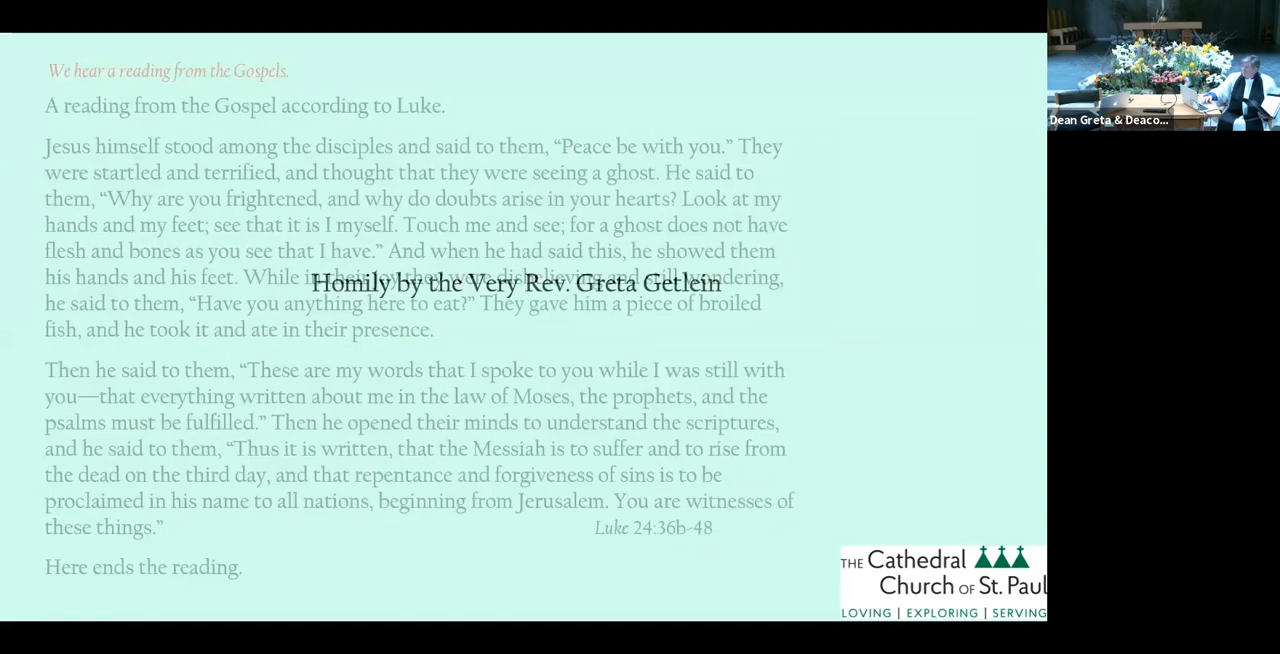 We hear a reading from the Gospels.
A reading from the Gospel according to Luke.
Jesus himself stood among the disciples and said to them, “Peace be with you.” They
were startled and terrified, and thought that they were seeing a ghost. He said to
them, “Why are you frightened, and why do doubts arise in your hearts? Look at my
hands and my feet; see that it is I myself. Touch me and see; for a ghost does not have
flesh and bones as you see that I have.” And when he had said this, he showed them
his hands and his feet. While in their joy they were disbelieving and still wondering,
Homily by the Very Rev. Greta Getlein
he said to them, “Have you anything here to eat?” They gave him a piece of broiled
fish, and he took it and ate in their presence.
Then he said to them, “These are my words that I spoke to you while I was still with
you—that everything written about me in the law of Moses, the prophets, and the
psalms must be fulfilled.” Then he opened their minds to understand the scriptures,
and he said to them, “Thus it is written, that the Messiah is to suffer and to rise from
the dead on the third day, and that repentance and forgiveness of sins is to be
proclaimed in his name to all nations, beginning from Jerusalem. You are witnesses of
these things.” Luke 24:36b-48
Here ends the reading.
THE Cathedral
Church OF St. Paul
LOVING | EXPLORING | SERVING
Dean Greta & Deaco...